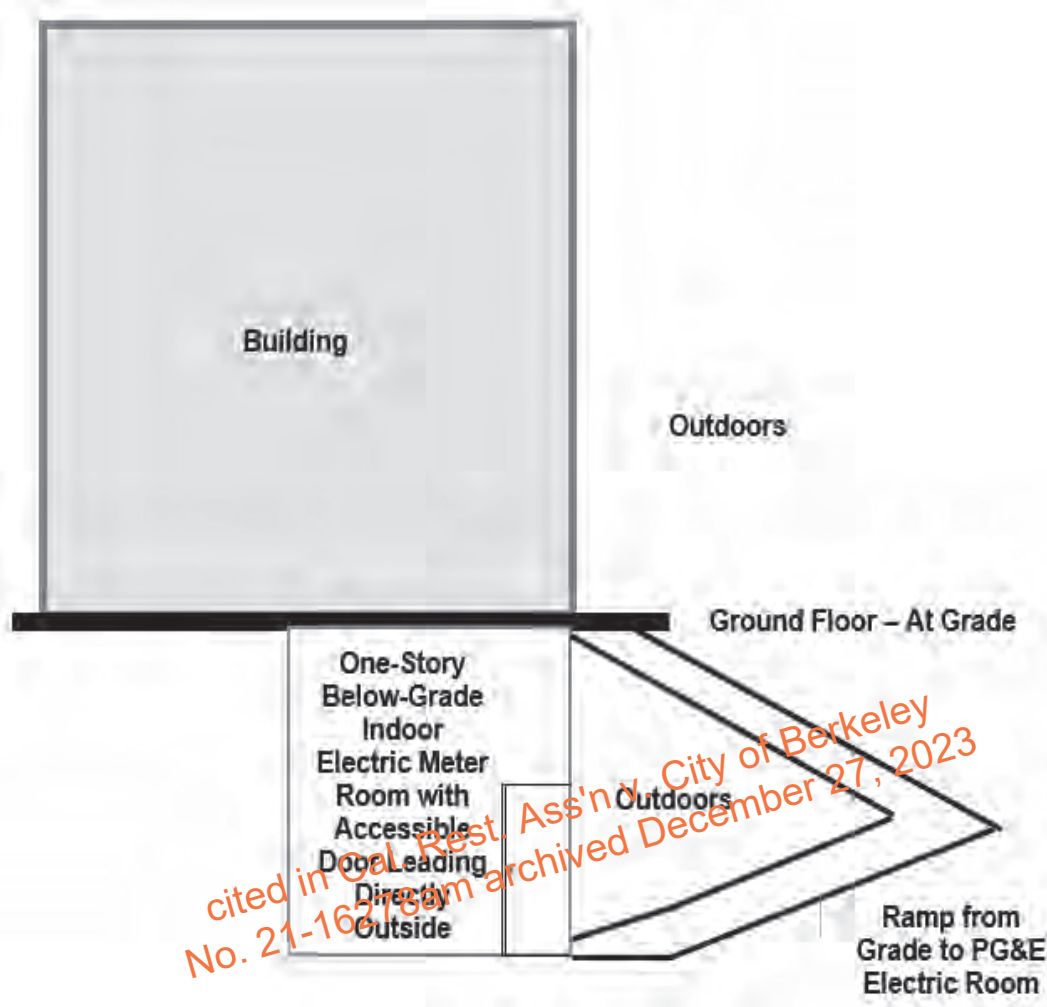 Building
Outdoors
Ground Floor – At Grade
One-Story
Below-Grade
Indoor
Electric Meter
Room with
Accessible
Door Leading
Directly
Outside
Outdoors
cited in Cal. Rest. Ass'n v. City of Berkeley
No. 21-16278am archived December 27, 2023
Ramp from
Grade to PG&E
Electric Room